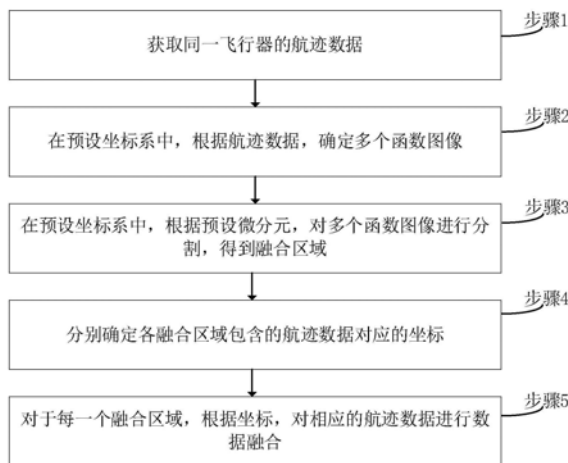 步骤1
获取同一飞行器的航迹数据
步骤2
在预设坐标系中，根据航迹数据，确定多个函数图像
步骤3
在预设坐标系中，根据预设微分元，对多个函数图像进行分
割，得到融合区域
步骤4
分别确定各融合区域包含的航迹数据对应的坐标
步骤5
对于每一个融合区域，根据坐标，对相应的航迹数据进行数
据融合